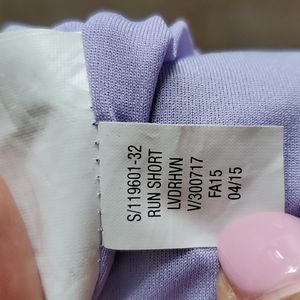 S/119601-32
RUN SHORT
LVDRHVN
V/300717
FA15
04/15